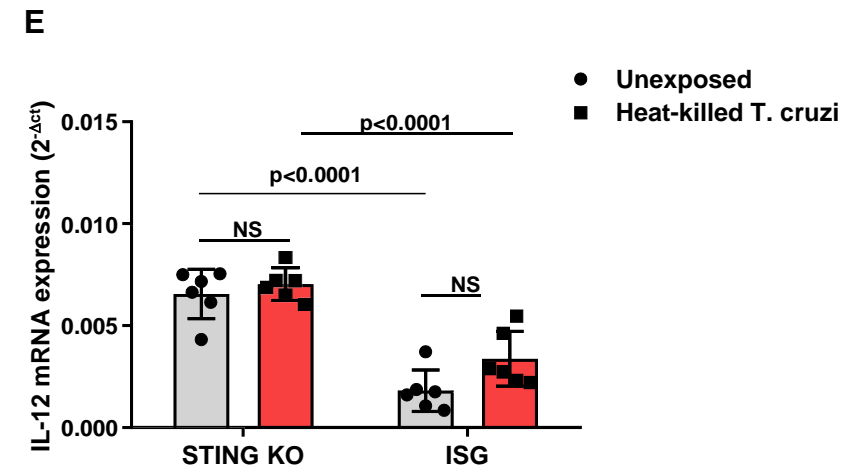 E
Unexposed
Heat-killed T. cruzi
IL-12 mRNA expression (2-Δct)
0.015
0.010
0.005
0.000
p<0.0001
p<0.0001
NS
NS
STING KO
ISG